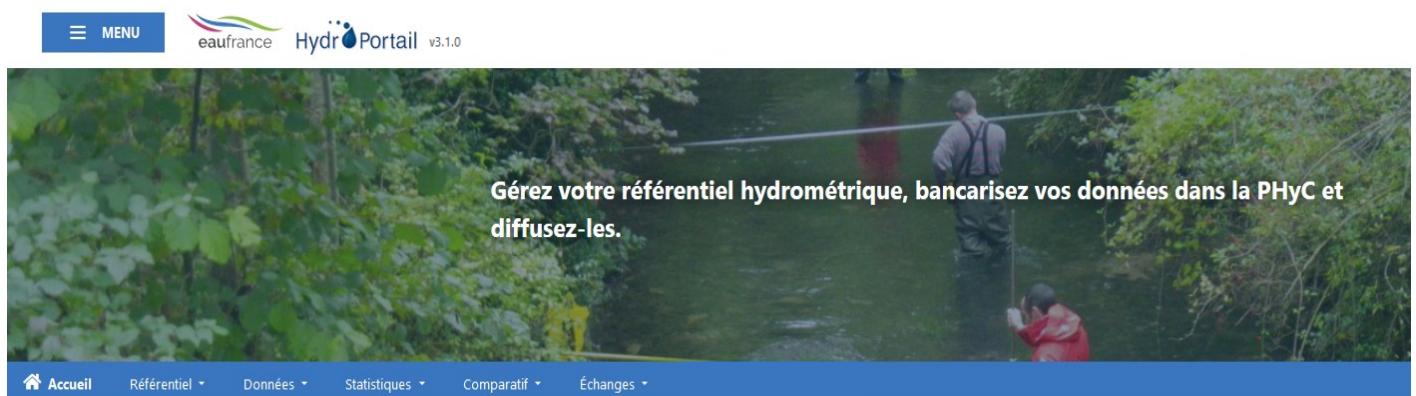 MENU
eaufrance
HydrOPortail v3.1.0
Gérez votre référentiel hydrométrique, bancarisez vos données dans la PHyC et
diffusez-les.
Accueil Référentiel Données Statistiques Comparatif Échanges